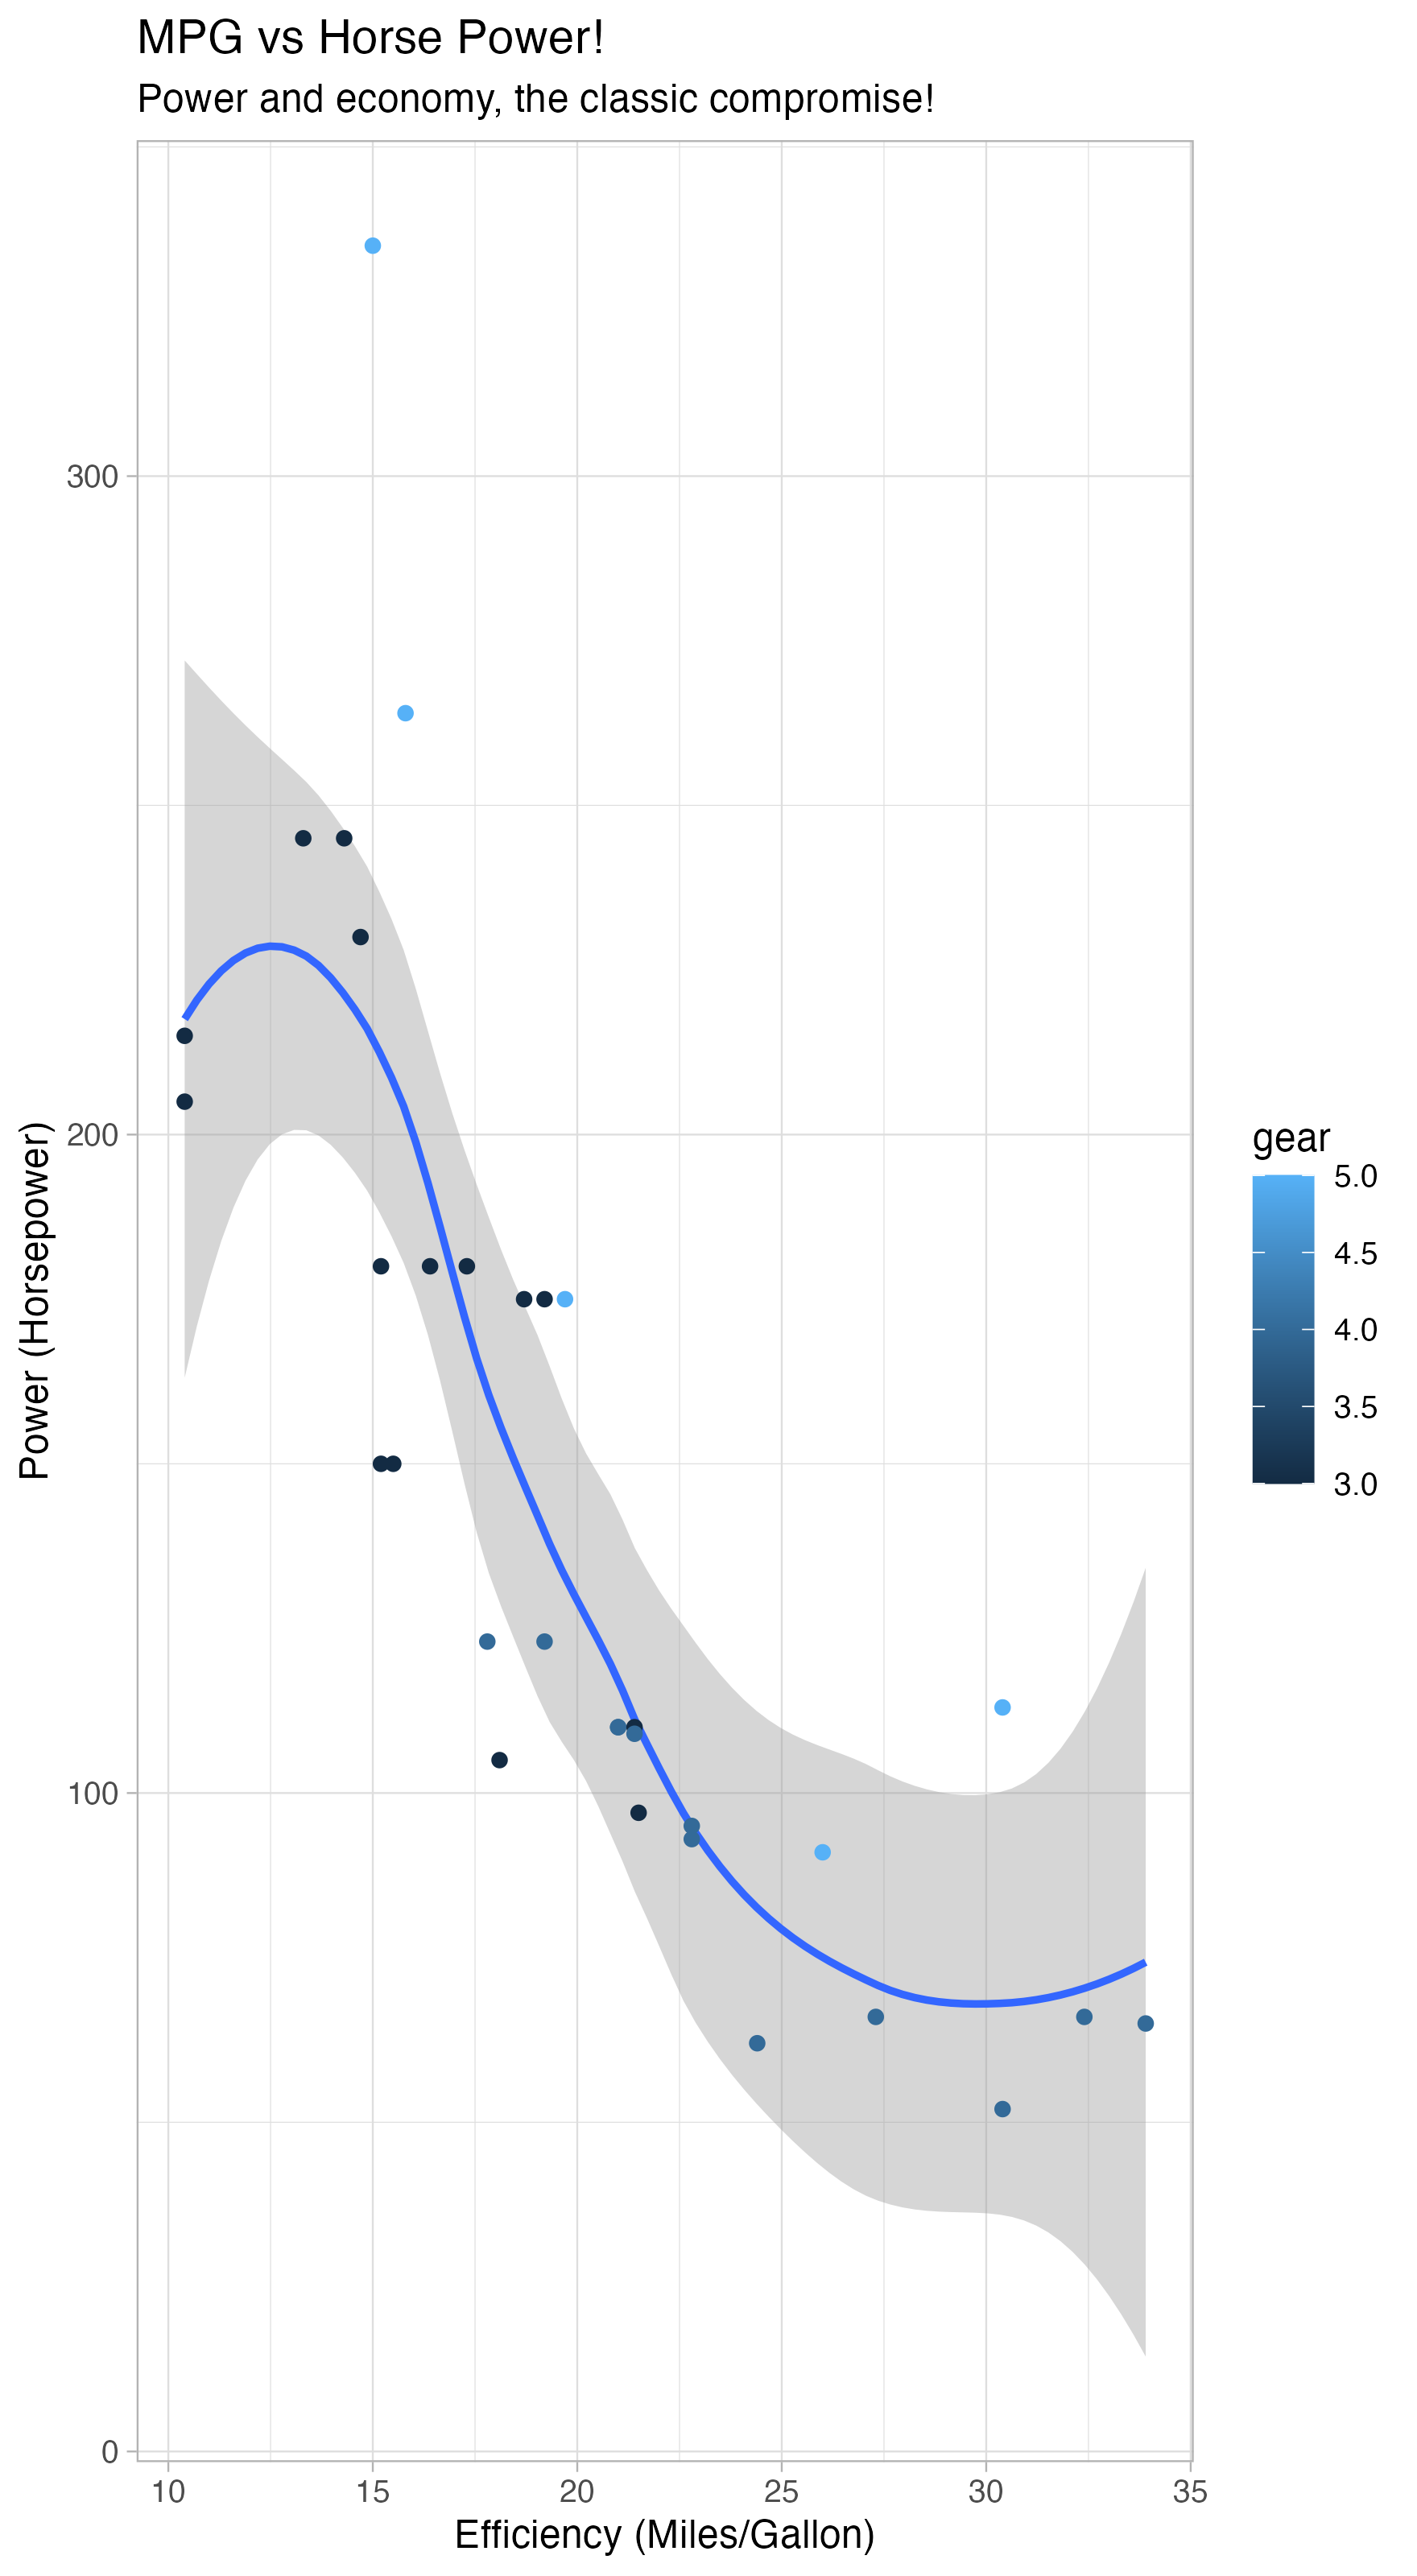 MPG vs Horse Power!
Power and economy, the classic compromise!
Power (Horsepower)
300
200
100
0
10 15 20 25 30 35
Efficiency (Miles/Gallon)
gear
5.0
4.5
4.0
3.5
3.0